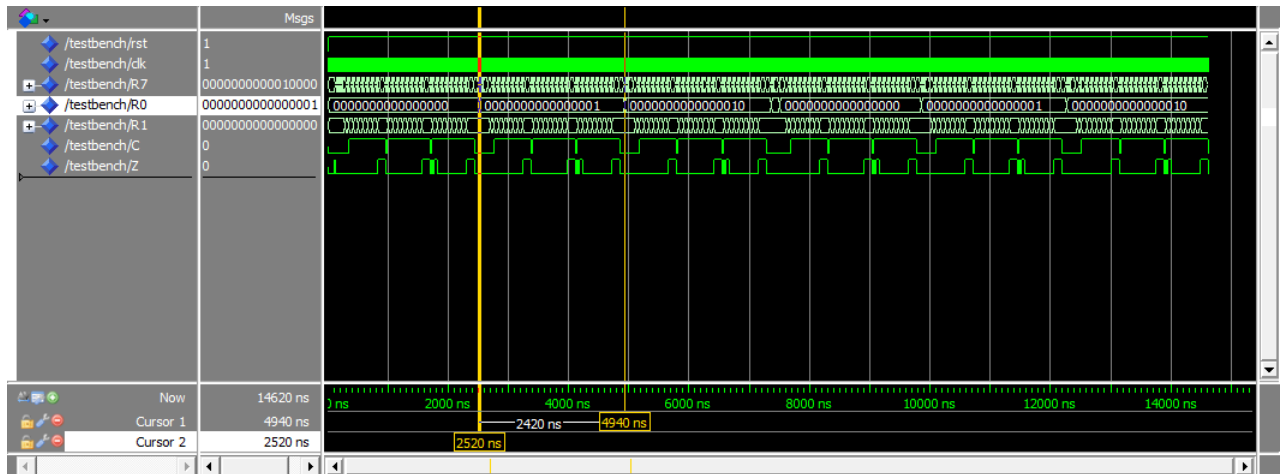 Msgs
/testbench/rst 1
/testbench/clk 1
/testbench/R7 0000000000010000
/testbench/R0 0000000000000001 0000000000000000 0000000000000001 0000000000000010 0000000000000000 0000000000000001 0000000000000010
/testbench/R1 0000000000000000
/testbench/C 0
/testbench/Z 0
Now 14620 ns
ns 2000 ns 4000 ns 6000 ns 8000 ns 10000 ns 12000 ns 14000 ns
Cursor 1 4940 ns 2420 ns 4940 ns
Cursor 2 2520 ns 2520 ns